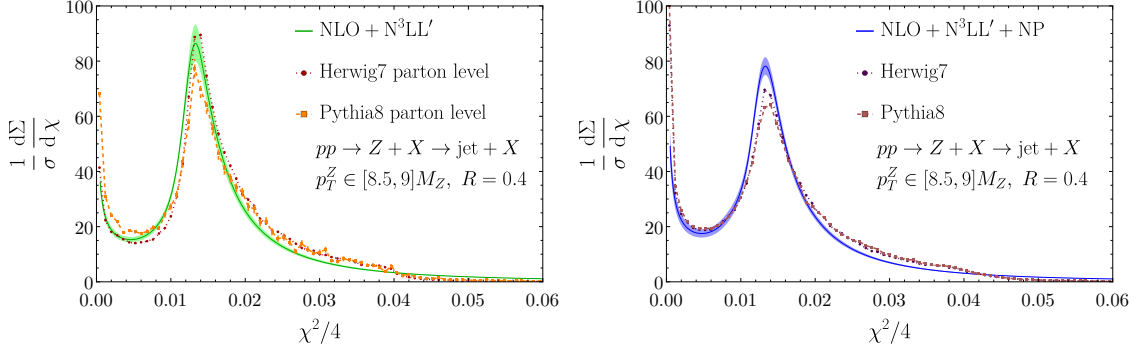 100
80
60
40
20
0
0.00 0.01 0.02 0.03 0.04 0.05 0.06
χ²/4
1/σ dΣ/dχ
NLO + N³LL′
Herwig7 parton level
Pythia8 parton level
pp → Z + X → jet + X
p_T^Z ∈ [8.5, 9]M_Z, R = 0.4
100
80
60
40
20
0
0.00 0.01 0.02 0.03 0.04 0.05 0.06
χ²/4
1/σ dΣ/dχ
NLO + N³LL′ + NP
Herwig7
Pythia8
pp → Z + X → jet + X
p_T^Z ∈ [8.5, 9]M_Z, R = 0.4